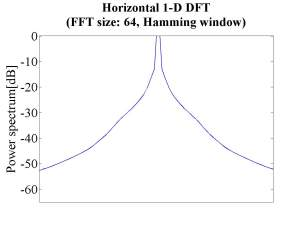 Horizontal 1-D DFT
(FFT size: 64, Hamming window)
Power spectrum[dB]
0
-10
-20
-30
-40
-50
-60